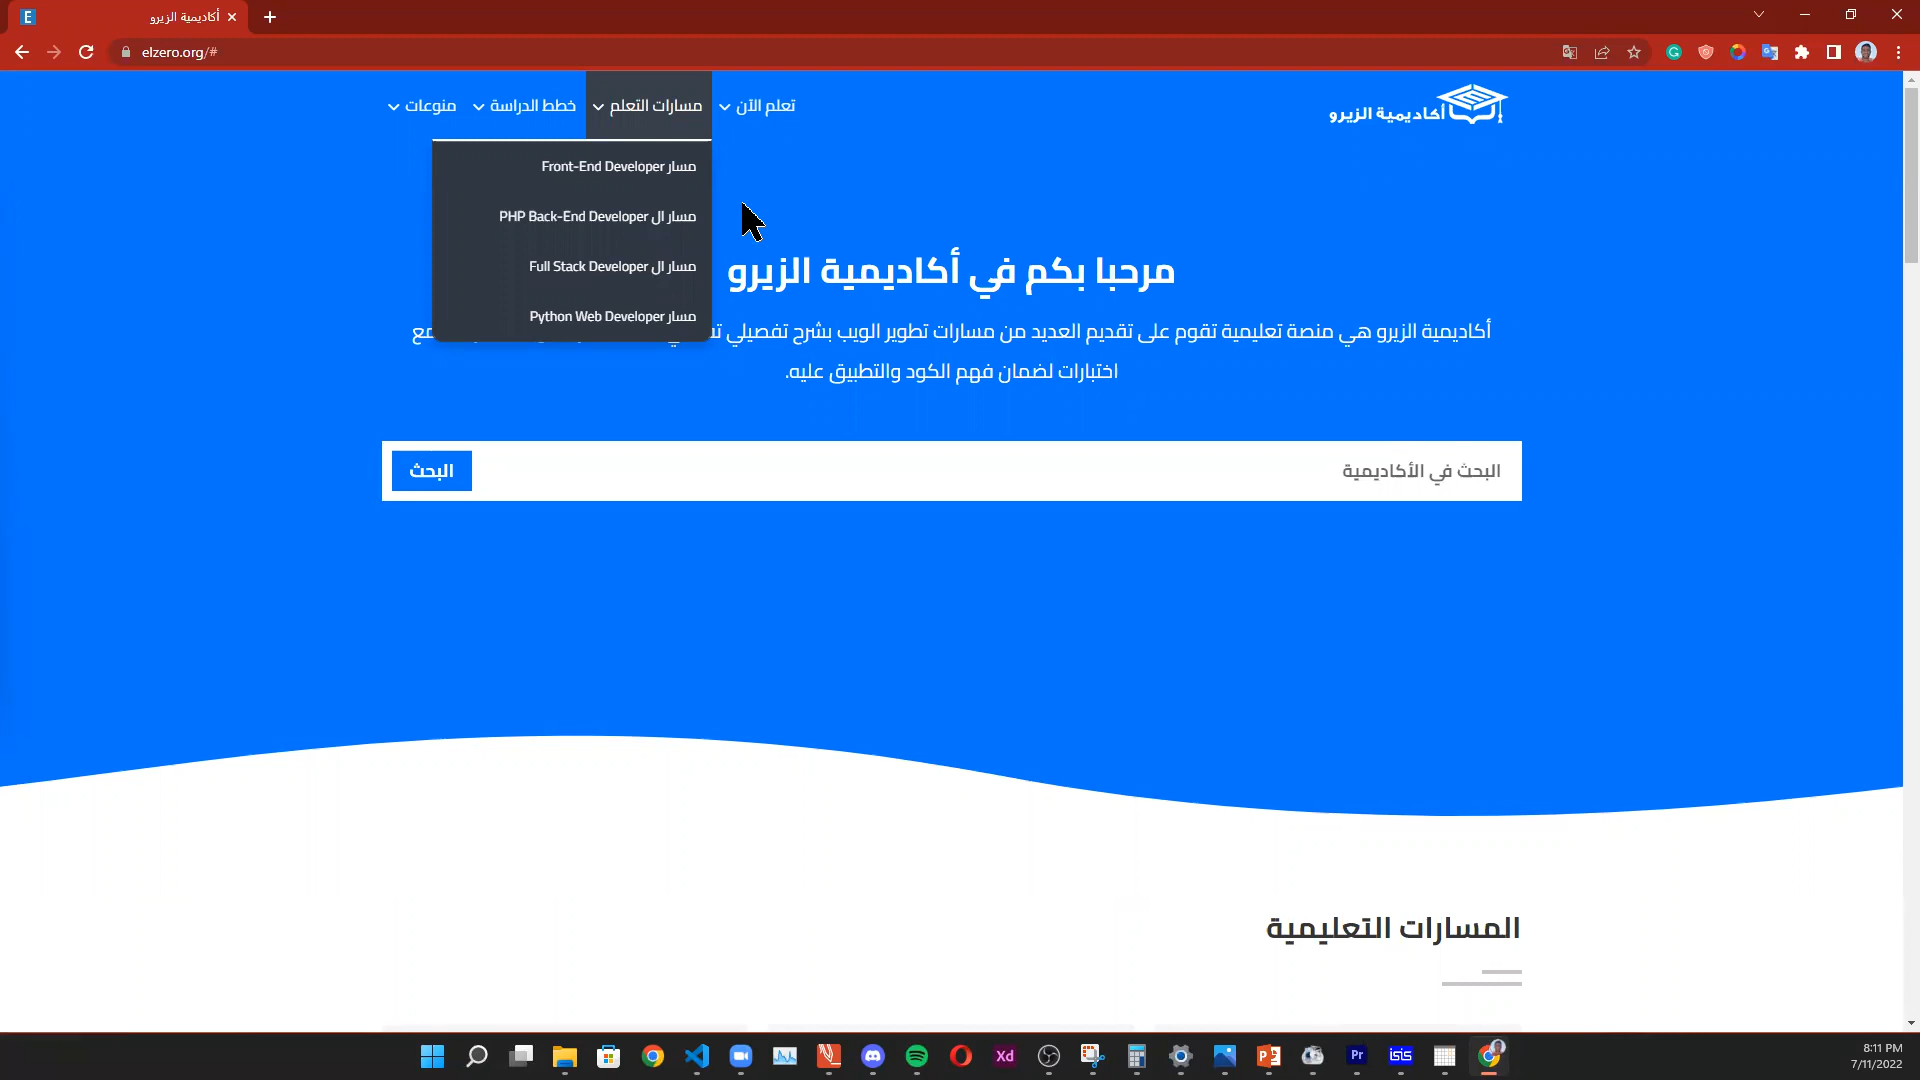 أكاديمية الزيرو
elzero.org/#
أكاديمية الزيرو
تعلم الآن
مسارات التعلم
خطط الدراسة
منوعات
مسار Front-End Developer
مسار ال PHP Back-End Developer
مسار ال Full Stack Developer
مسار Python Web Developer
مرحبا بكم في أكاديمية الزيرو
أكاديمية الزيرو هي منصة تعليمية تقوم على تقديم العديد من مسارات تطوير الويب بشرح تفصيلي
اختبارات لضمان فهم الكود والتطبيق عليه.
البحث في الأكاديمية
البحث
المسارات التعليمية
Xd
Pr
isis
8:11 PM
7/11/2022